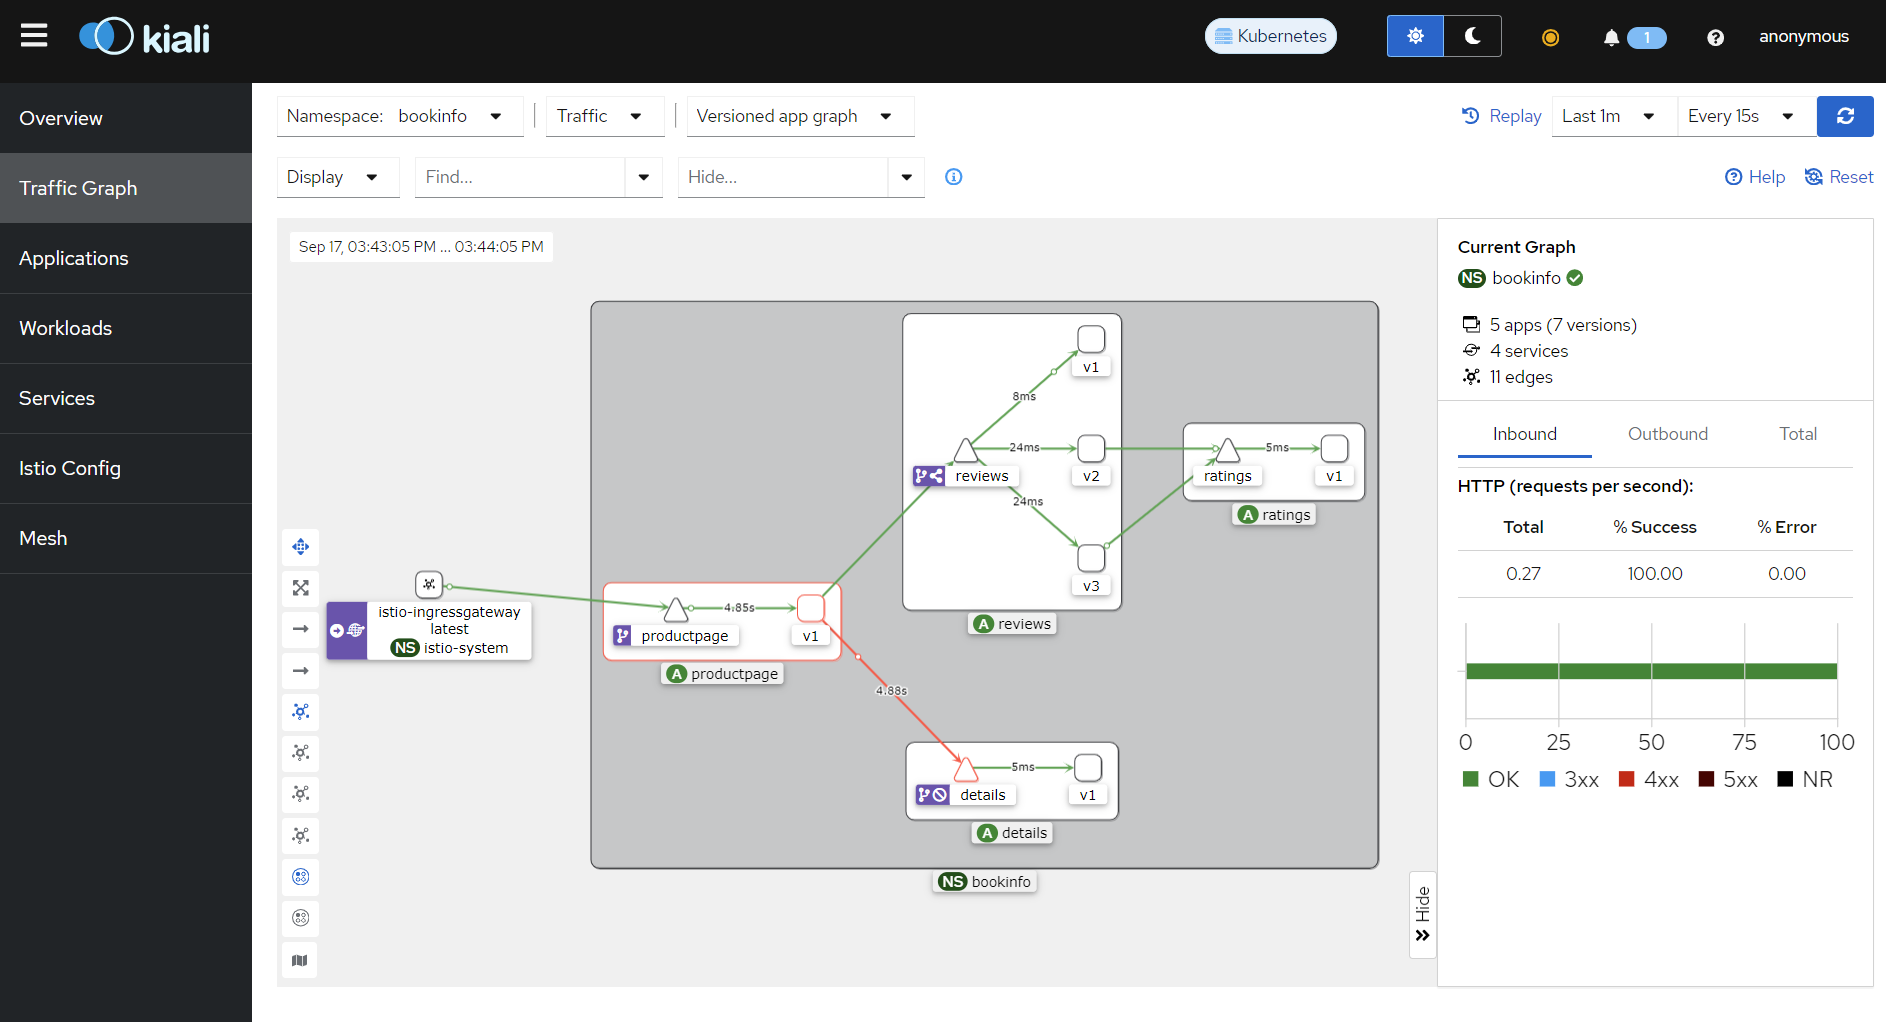 kiali
Kubernetes
1
anonymous
Overview
Traffic Graph
Applications
Workloads
Services
Istio Config
Mesh
Namespace: bookinfo
Traffic
Versioned app graph
Replay
Last 1m
Every 15s
Display
Find...
Hide...
Help
Reset
Sep 17, 03:43:05 PM ... 03:44:05 PM
v1
8ms
24ms
reviews
v2
5ms
ratings
v1
24ms
A ratings
v3
A reviews
istio-ingressgateway
latest
NS istio-system
4.85s
productpage
v1
A productpage
4.88s
5ms
details
v1
A details
NS bookinfo
Hide
Current Graph
NS bookinfo
5 apps (7 versions)
4 services
11 edges
Inbound Outbound Total
HTTP (requests per second):
Total % Success % Error
0.27 100.00 0.00
0 25 50 75 100
OK 3xx 4xx 5xx NR